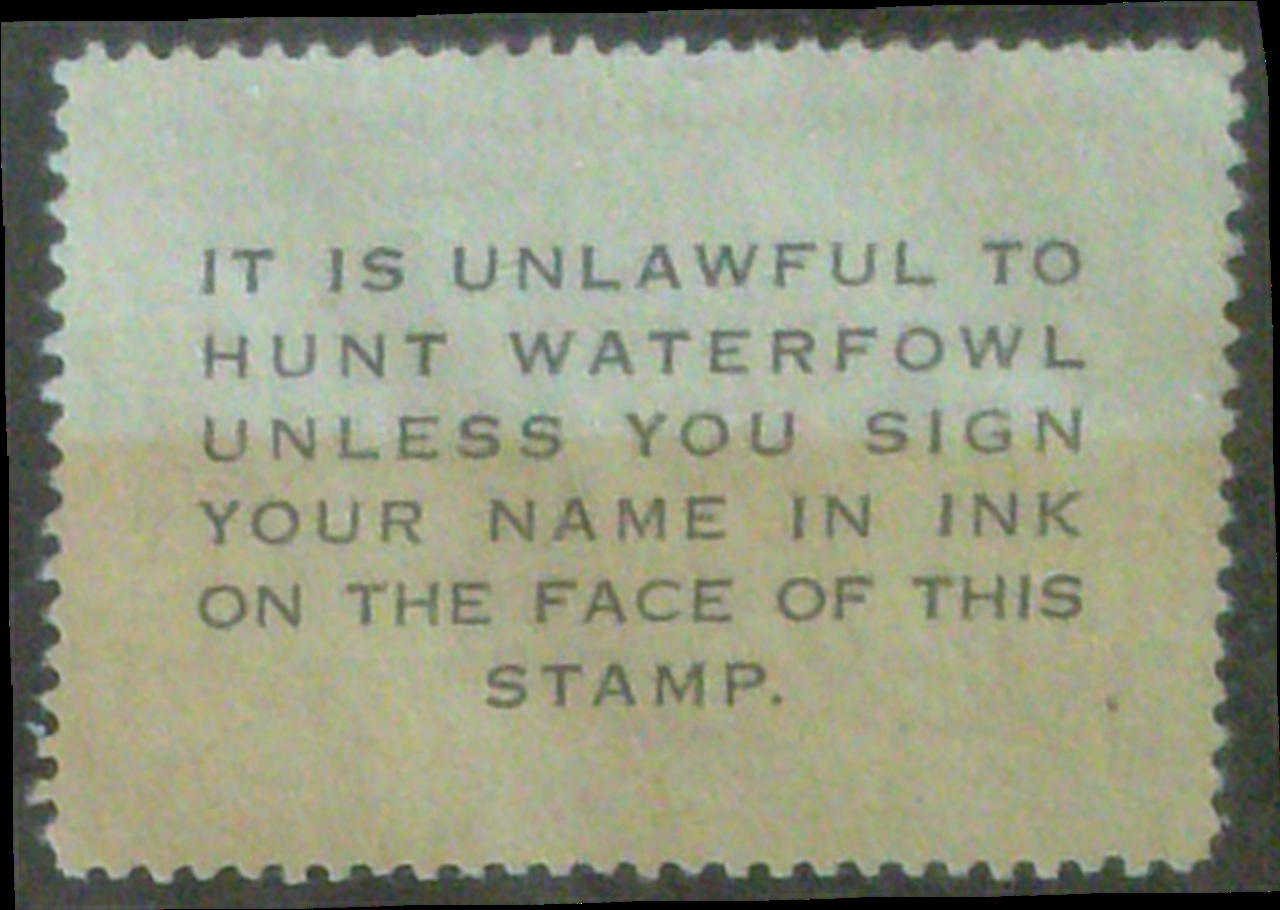 IT IS UNLAWFUL TO
HUNT WATERFOWL
UNLESS YOU SIGN
YOUR NAME IN INK
ON THE FACE OF THIS
STAMP.